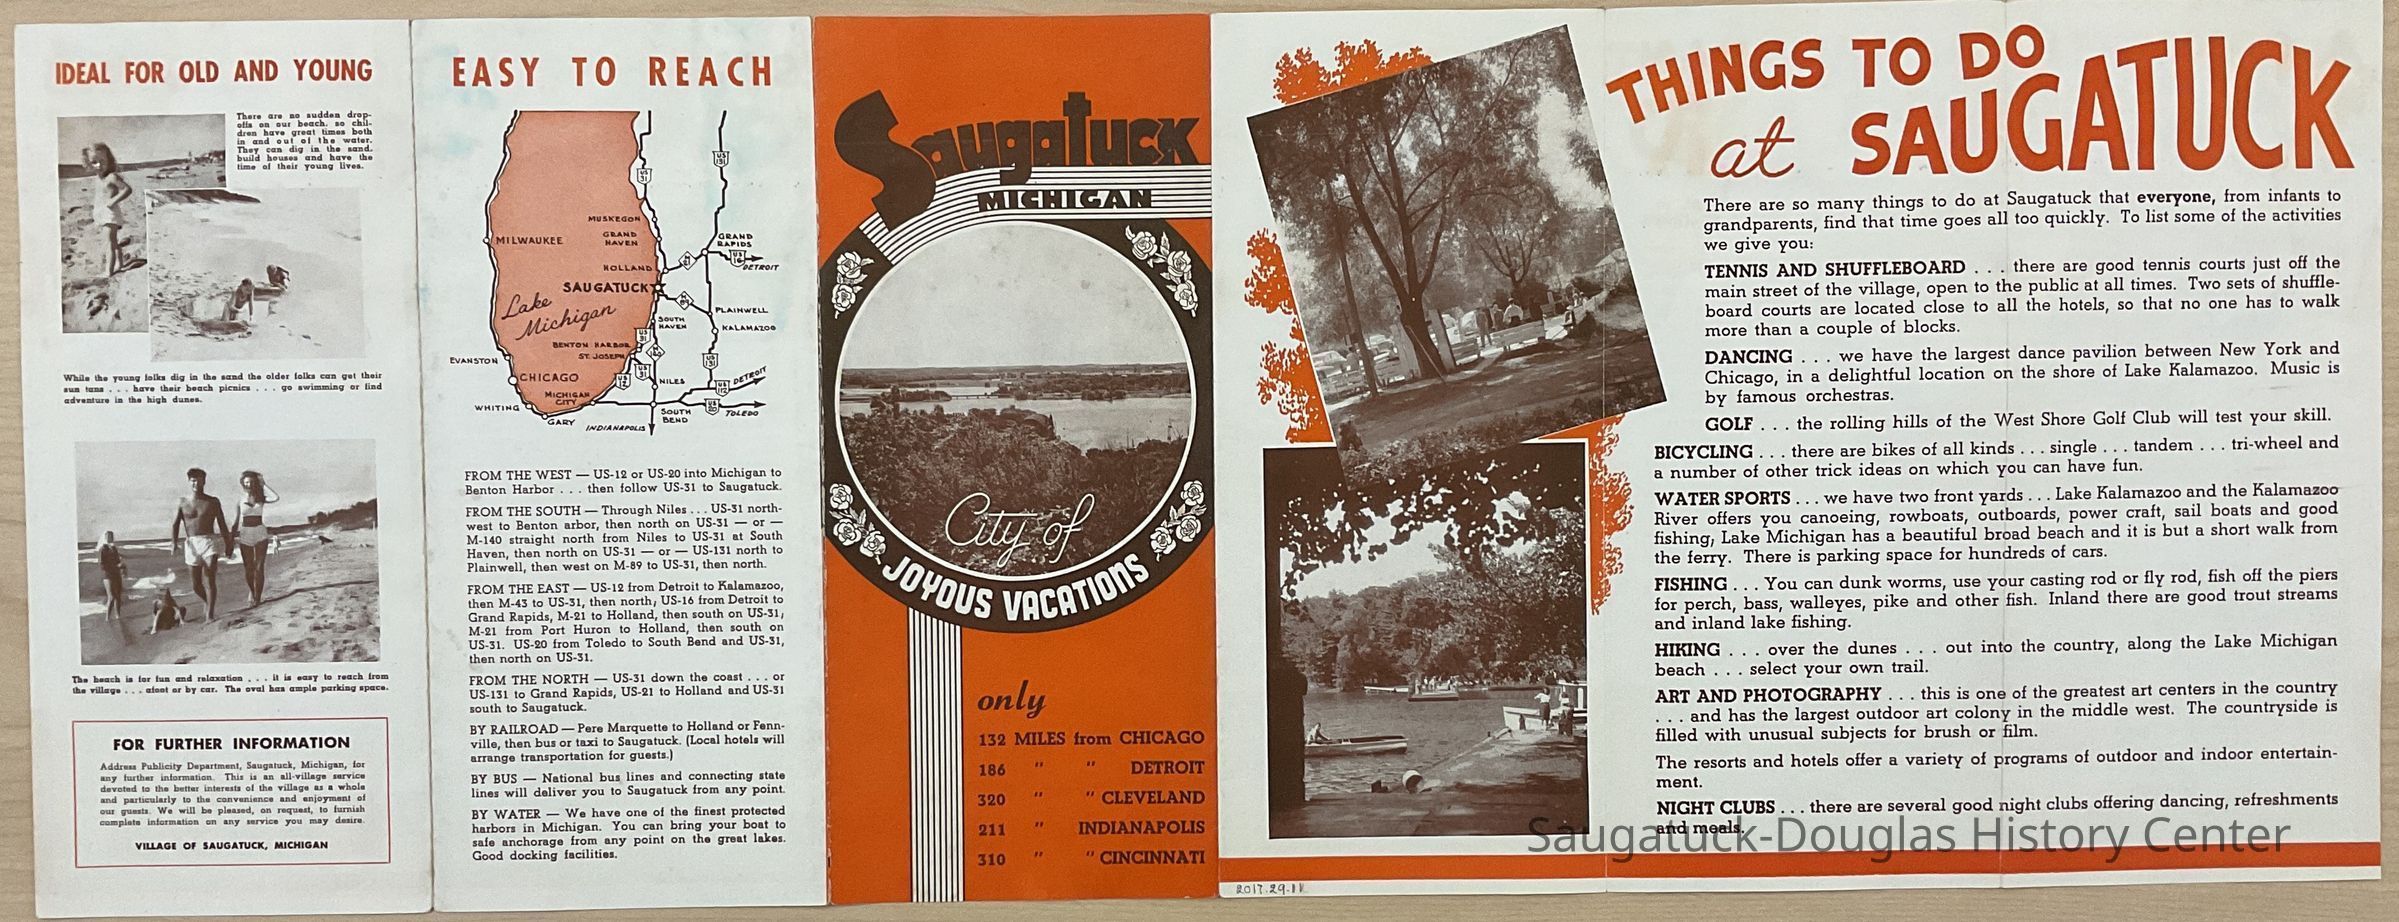 IDEAL FOR OLD AND YOUNG
There are no sudden drop-
offs on our beach, so chil-
dren have great times both
in and out of the water.
They can dig in the sand,
build houses and have the
time of their young lives.
While the young folks dig in the sand the older folks can get their
sun tans . . . have their beach picnics . . . go swimming or find
adventure in the high dunes.
The beach is for fun and relaxation . . . it is easy to reach from
the village . . . afoot or by car. The oval has ample parking space.
FOR FURTHER INFORMATION
Address Publicity Department, Saugatuck, Michigan, for
any further information. This is an all-village service
devoted to the better interests of the village as a whole
and particularly to the convenience and enjoyment of
our guests. We will be pleased, on request, to furnish
complete information on any service you may desire.
VILLAGE OF SAUGATUCK, MICHIGAN
EASY TO REACH
US 31
US 131
MUSKEGON
MILWAUKEE
GRAND HAVEN
GRAND RAPIDS
US 16
DETROIT
HOLLAND
M 21
SAUGATUCK
Lake Michigan
M 89
PLAINWELL
SOUTH HAVEN
KALAMAZOO
US 31
BENTON HARBOR
ST. JOSEPH
M 140
EVANSTON
US 131
CHICAGO
US 12
US 31
NILES
US 112
DETROIT
MICHIGAN CITY
WHITING
SOUTH BEND
US 20
TOLEDO
GARY
INDIANAPOLIS
FROM THE WEST — US-12 or US-20 into Michigan to
Benton Harbor . . . then follow US-31 to Saugatuck.
FROM THE SOUTH — Through Niles . . . US-31 north-
west to Benton arbor, then north on US-31 — or —
M-140 straight north from Niles to US-31 at South
Haven, then north on US-31 — or — US-131 north to
Plainwell, then west on M-89 to US-31, then north.
FROM THE EAST — US-12 from Detroit to Kalamazoo,
then M-43 to US-31, then north; US-16 from Detroit to
Grand Rapids, M-21 to Holland, then south on US-31;
M-21 from Port Huron to Holland, then south on
US-31. US-20 from Toledo to South Bend and US-31,
then north on US-31.
FROM THE NORTH — US-31 down the coast . . . or
US-131 to Grand Rapids, US-21 to Holland and US-31
south to Saugatuck.
BY RAILROAD — Pere Marquette to Holland or Fenn-
ville, then bus or taxi to Saugatuck. (Local hotels will
arrange transportation for guests.)
BY BUS — National bus lines and connecting state
lines will deliver you to Saugatuck from any point.
BY WATER — We have one of the finest protected
harbors in Michigan. You can bring your boat to
safe anchorage from any point on the great lakes.
Good docking facilities.
Saugatuck
MICHIGAN
City of
JOYOUS VACATIONS
only
132 MILES from CHICAGO
186 " " DETROIT
320 " " CLEVELAND
211 " INDIANAPOLIS
310 " " CINCINNATI
2017.29.11
THINGS TO DO
at SAUGATUCK
There are so many things to do at Saugatuck that everyone, from infants to
grandparents, find that time goes all too quickly. To list some of the activities
we give you:
TENNIS AND SHUFFLEBOARD . . . there are good tennis courts just off the
main street of the village, open to the public at all times. Two sets of shuffle-
board courts are located close to all the hotels, so that no one has to walk
more than a couple of blocks.
DANCING . . . we have the largest dance pavilion between New York and
Chicago, in a delightful location on the shore of Lake Kalamazoo. Music is
by famous orchestras.
GOLF . . . the rolling hills of the West Shore Golf Club will test your skill.
BICYCLING . . . there are bikes of all kinds . . . single . . . tandem . . . tri-wheel and
a number of other trick ideas on which you can have fun.
WATER SPORTS . . . we have two front yards . . . Lake Kalamazoo and the Kalamazoo
River offers you canoeing, rowboats, outboards, power craft, sail boats and good
fishing; Lake Michigan has a beautiful broad beach and it is but a short walk from
the ferry. There is parking space for hundreds of cars.
FISHING . . . You can dunk worms, use your casting rod or fly rod, fish off the piers
for perch, bass, walleyes, pike and other fish. Inland there are good trout streams
and inland lake fishing.
HIKING . . . over the dunes . . . out into the country, along the Lake Michigan
beach . . . select your own trail.
ART AND PHOTOGRAPHY . . . this is one of the greatest art centers in the country
. . . and has the largest outdoor art colony in the middle west. The countryside is
filled with unusual subjects for brush or film.
The resorts and hotels offer a variety of programs of outdoor and indoor entertain-
ment.
NIGHT CLUBS . . . there are several good night clubs offering dancing, refreshments
and meals.
Saugatuck-Douglas History Center